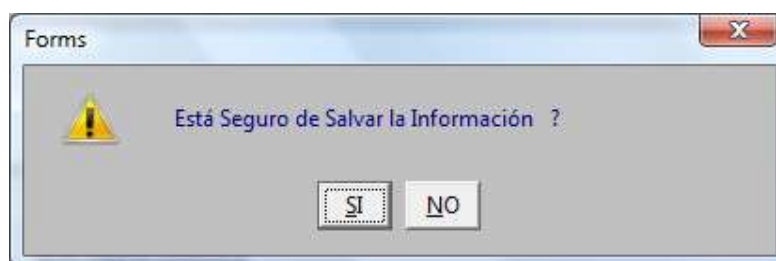 Forms
Está Seguro de Salvar la Información ?
SI NO